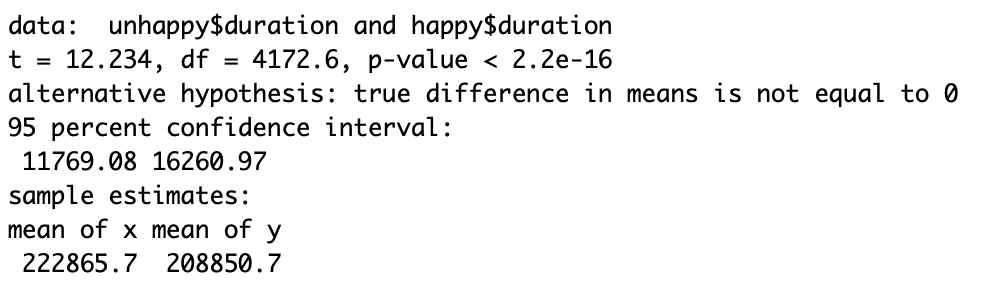 data:  unhappy$duration and happy$duration
t = 12.234, df = 4172.6, p-value < 2.2e-16
alternative hypothesis: true difference in means is not equal to 0
95 percent confidence interval:
 11769.08 16260.97
sample estimates:
mean of x mean of y
 222865.7  208850.7